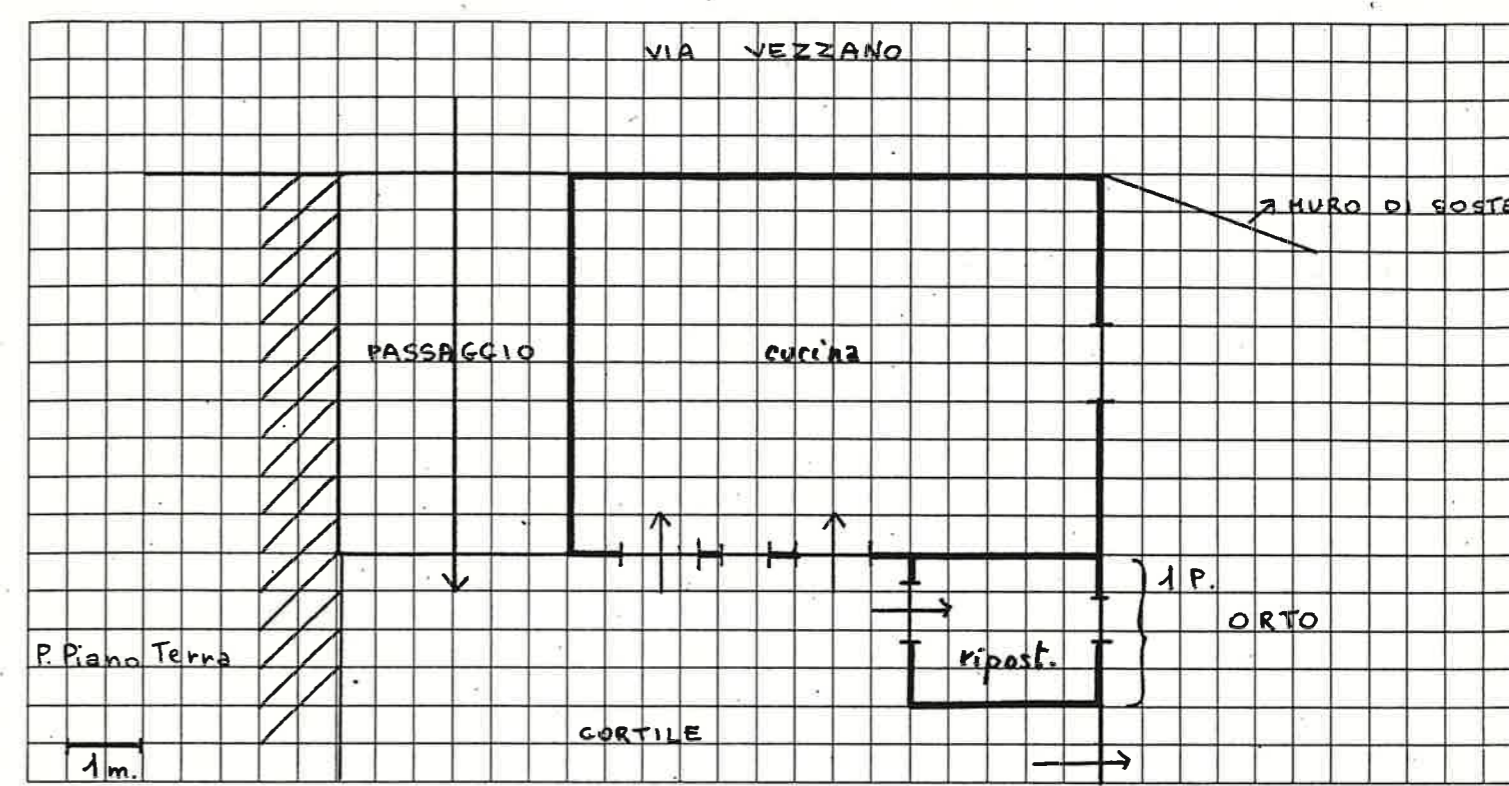 VIA VEZZANO
MURO DI SOSTE
PASSAGGIO
cucina
1 P.
ORTO
P. Piano Terra
ripost.
CORTILE
1 m.